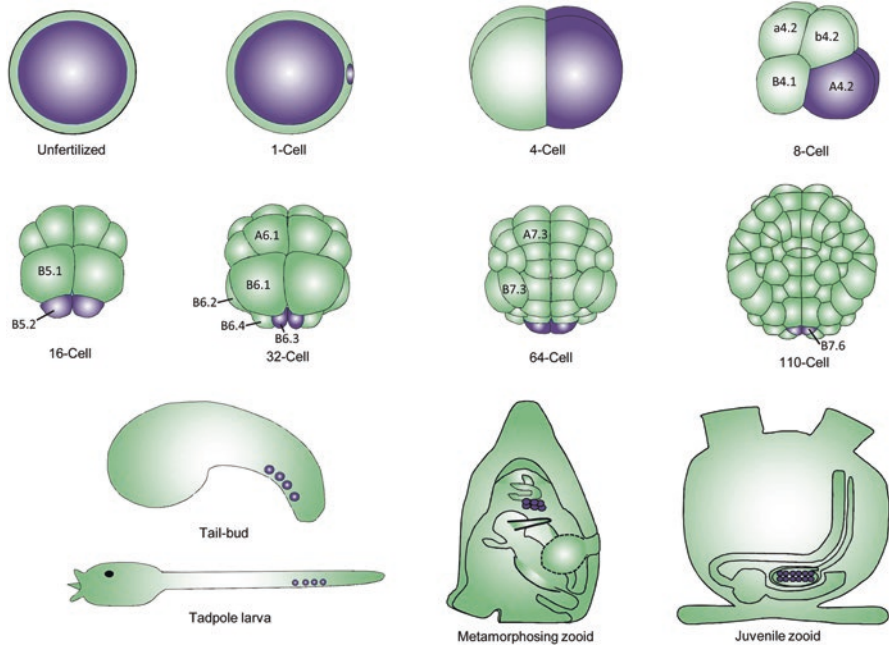 Unfertilized
1-Cell
4-Cell
a4.2
b4.2
B4.1
A4.2
8-Cell
B5.1
B5.2
16-Cell
A6.1
B6.1
B6.2
B6.4
B6.3
32-Cell
A7.3
B7.3
64-Cell
B7.6
110-Cell
Tail-bud
Tadpole larva
Metamorphosing zooid
Juvenile zooid